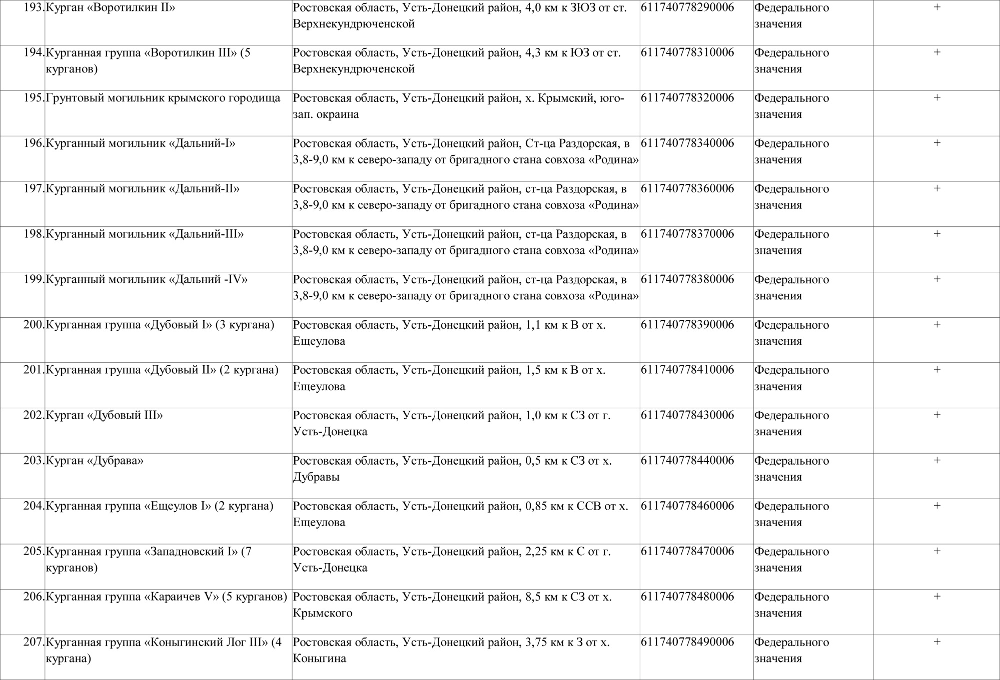 193. Курган «Воротилкин II» Ростовская область, Усть-Донецкий район, 4,0 км к ЗЮЗ от ст. 611740778290006 Федерального +
Верхнекундрюченской значения
194. Курганная группа «Воротилкин III» (5 Ростовская область, Усть-Донецкий район, 4,3 км к ЮЗ от ст. 611740778310006 Федерального +
курганов) Верхнекундрюченской значения
195. Грунтовый могильник крымского городища Ростовская область, Усть-Донецкий район, х. Крымский, юго- 611740778320006 Федерального +
зап. окраина значения
196. Курганный могильник «Дальний-I» Ростовская область, Усть-Донецкий район, Ст-ца Раздорская, в 611740778340006 Федерального +
3,8-9,0 км к северо-западу от бригадного стана совхоза «Родина» значения
197. Курганный могильник «Дальний-II» Ростовская область, Усть-Донецкий район, ст-ца Раздорская, в 611740778360006 Федерального +
3,8-9,0 км к северо-западу от бригадного стана совхоза «Родина» значения
198. Курганный могильник «Дальний-III» Ростовская область, Усть-Донецкий район, ст-ца Раздорская, в 611740778370006 Федерального +
3,8-9,0 км к северо-западу от бригадного стана совхоза «Родина» значения
199. Курганный могильник «Дальний -IV» Ростовская область, Усть-Донецкий район, ст-ца Раздорская, в 611740778380006 Федерального +
3,8-9,0 км к северо-западу от бригадного стана совхоза «Родина» значения
200. Курганная группа «Дубовый I» (3 кургана) Ростовская область, Усть-Донецкий район, 1,1 км к В от х. 611740778390006 Федерального +
Ещеулова значения
201. Курганная группа «Дубовый II» (2 кургана) Ростовская область, Усть-Донецкий район, 1,5 км к В от х. 611740778410006 Федерального +
Ещеулова значения
202. Курган «Дубовый III» Ростовская область, Усть-Донецкий район, 1,0 км к СЗ от г. 611740778430006 Федерального +
Усть-Донецка значения
203. Курган «Дубрава» Ростовская область, Усть-Донецкий район, 0,5 км к СЗ от х. 611740778440006 Федерального +
Дубравы значения
204. Курганная группа «Ещеулов I» (2 кургана) Ростовская область, Усть-Донецкий район, 0,85 км к ССВ от х. 611740778460006 Федерального +
Ещеулова значения
205. Курганная группа «Западновский I» (7 Ростовская область, Усть-Донецкий район, 2,25 км к С от г. 611740778470006 Федерального +
курганов) Усть-Донецка значения
206. Курганная группа «Караичев V» (5 курганов) Ростовская область, Усть-Донецкий район, 8,5 км к СЗ от х. 611740778480006 Федерального +
Крымского значения
207. Курганная группа «Коныгинский Лог III» (4 Ростовская область, Усть-Донецкий район, 3,75 км к З от х. 611740778490006 Федерального +
кургана) Коныгина значения